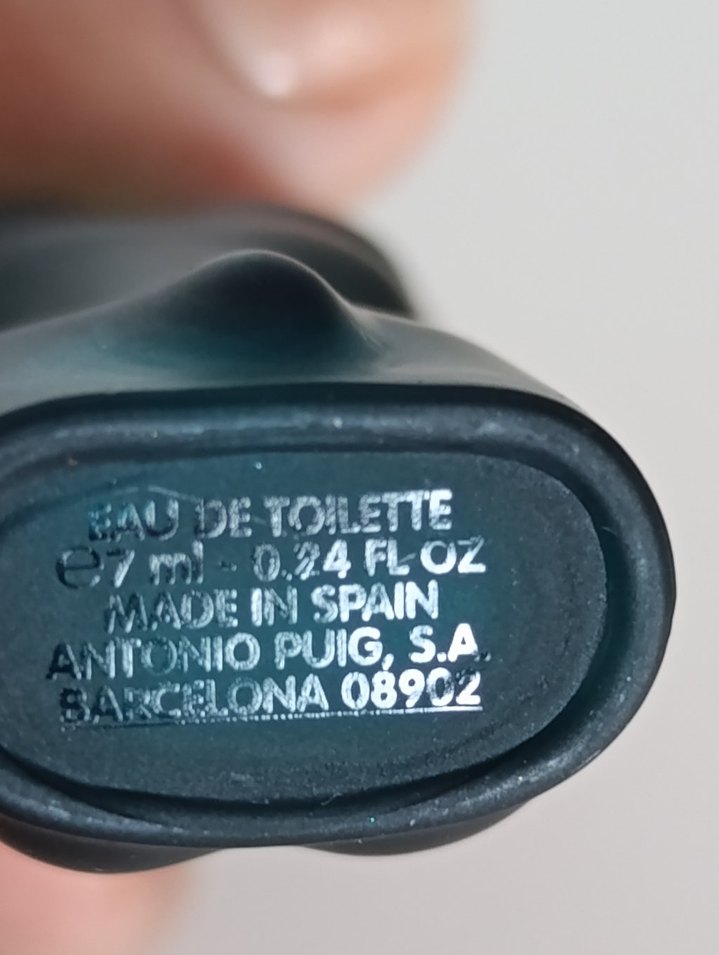 EAU DE TOILETTE
℮7 ml - 0.24 FL OZ
MADE IN SPAIN
ANTONIO PUIG, S.A.
BARCELONA 08902